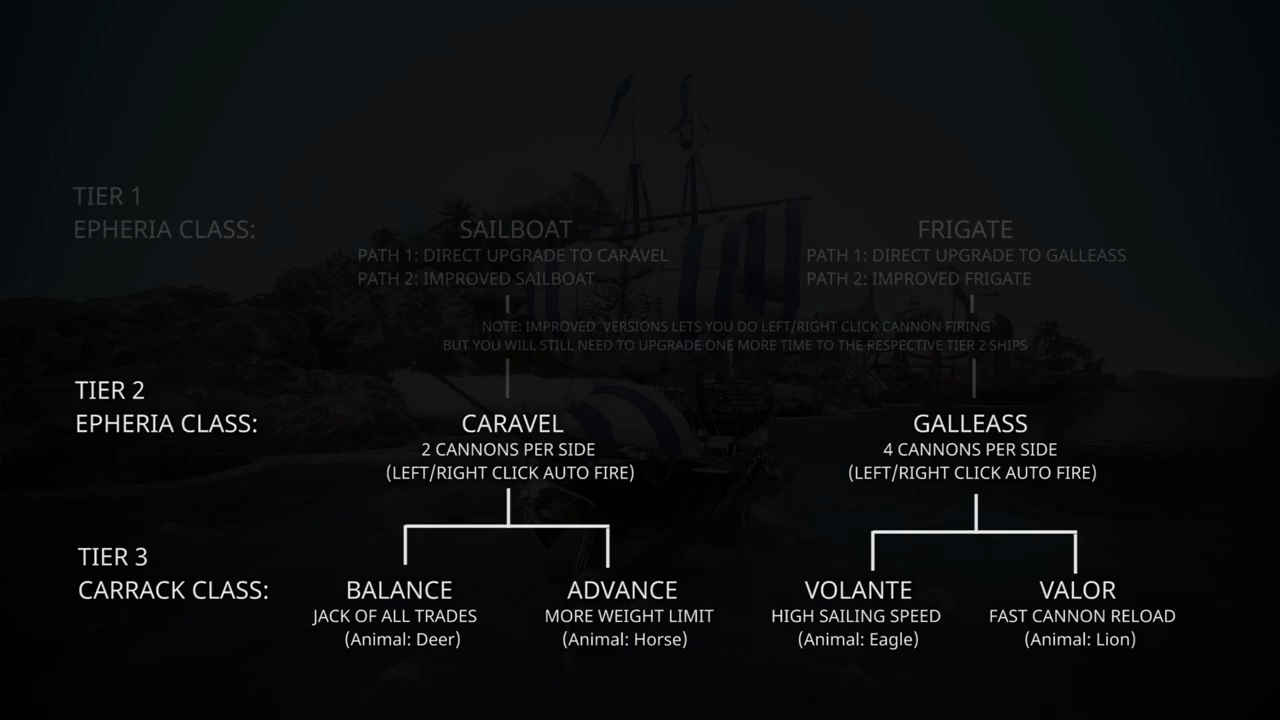 TIER 1
EPHERIA CLASS:
SAILBOAT
PATH 1: DIRECT UPGRADE TO CARAVEL
PATH 2: IMPROVED SAILBOAT
FRIGATE
PATH 1: DIRECT UPGRADE TO GALLEASS
PATH 2: IMPROVED FRIGATE
NOTE: IMPROVED VERSIONS LETS YOU DO LEFT/RIGHT CLICK CANNON FIRING
BUT YOU WILL STILL NEED TO UPGRADE ONE MORE TIME TO THE RESPECTIVE TIER 2 SHIPS
TIER 2
EPHERIA CLASS:
CARAVEL
2 CANNONS PER SIDE
(LEFT/RIGHT CLICK AUTO FIRE)
GALLEASS
4 CANNONS PER SIDE
(LEFT/RIGHT CLICK AUTO FIRE)
TIER 3
CARRACK CLASS:
BALANCE
JACK OF ALL TRADES
(Animal: Deer)
ADVANCE
MORE WEIGHT LIMIT
(Animal: Horse)
VOLANTE
HIGH SAILING SPEED
(Animal: Eagle)
VALOR
FAST CANNON RELOAD
(Animal: Lion)